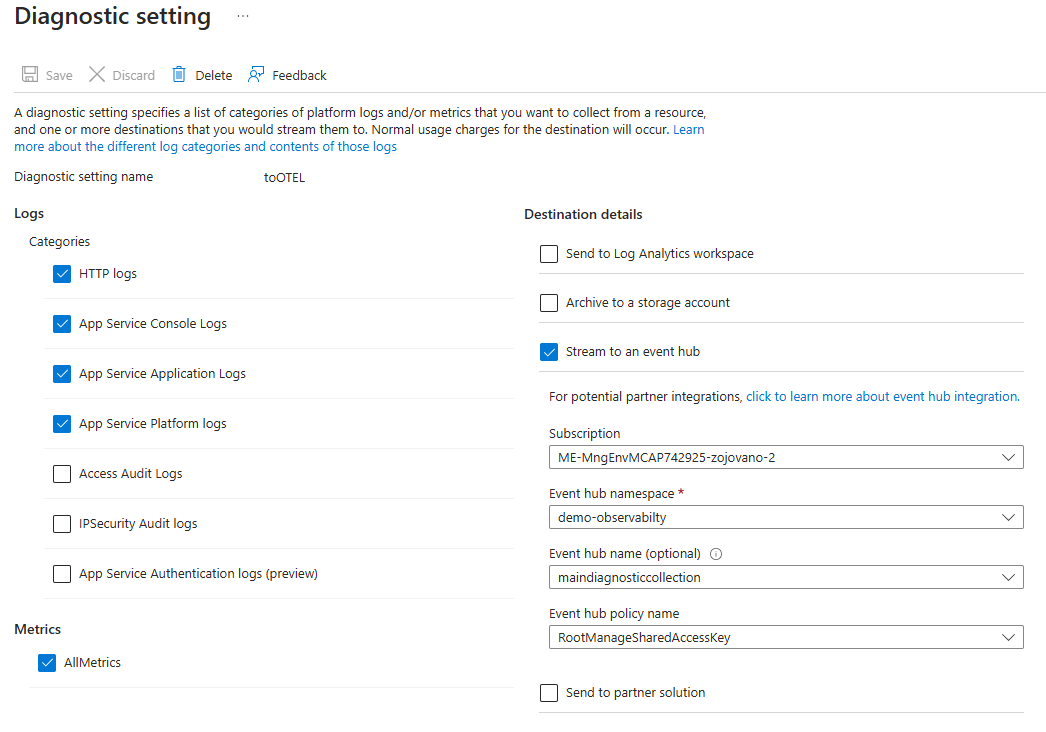 Diagnostic setting ...
Save Discard Delete Feedback
A diagnostic setting specifies a list of categories of platform logs and/or metrics that you want to collect from a resource,
and one or more destinations that you would stream them to. Normal usage charges for the destination will occur. Learn
more about the different log categories and contents of those logs
Diagnostic setting name toOTEL
Logs
Categories
HTTP logs
App Service Console Logs
App Service Application Logs
App Service Platform logs
Access Audit Logs
IPSecurity Audit logs
App Service Authentication logs (preview)
Metrics
AllMetrics
Destination details
Send to Log Analytics workspace
Archive to a storage account
Stream to an event hub
For potential partner integrations, click to learn more about event hub integration.
Subscription
ME-MngEnvMCAP742925-zojovano-2
Event hub namespace *
demo-observabilty
Event hub name (optional)
maindiagnosticcollection
Event hub policy name
RootManageSharedAccessKey
Send to partner solution